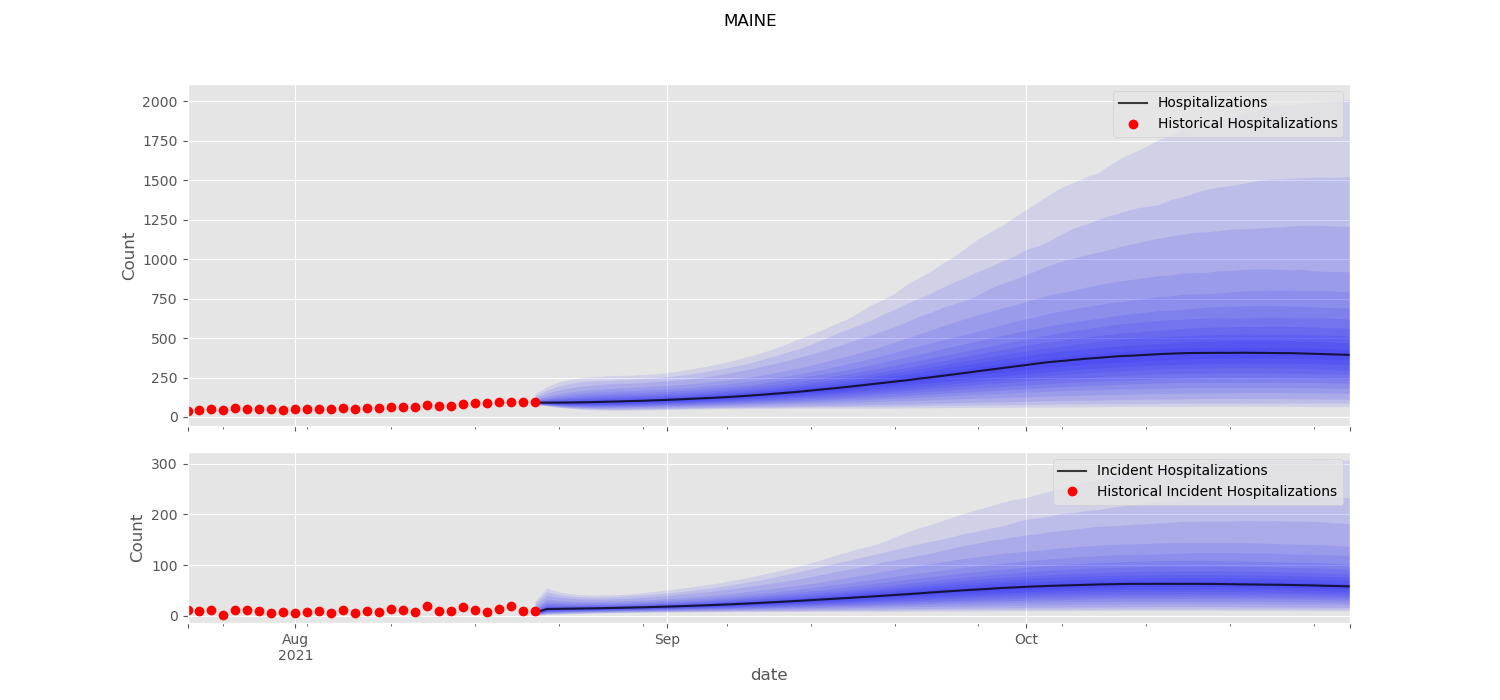 MAINE
2000
1750
1500
1250
1000
750
500
250
0
Count
Hospitalizations
Historical Hospitalizations
300
200
100
0
Count
Incident Hospitalizations
Historical Incident Hospitalizations
Aug
2021
Sep
Oct
date